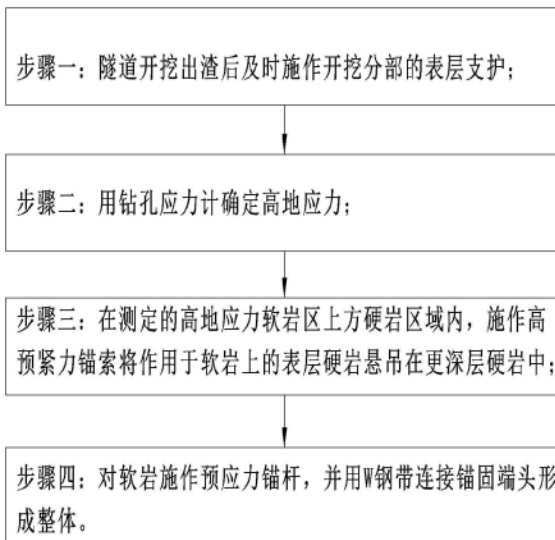 步骤一：隧道开挖出渣后及时施作开挖分部的表层支护；
步骤二：用钻孔应力计确定高地应力；
步骤三：在测定的高地应力软岩区上方硬岩区域内，施作高
预紧力锚索将作用于软岩上的表层硬岩悬吊在更深层硬岩中；
步骤四：对软岩施作预应力锚杆，并用W钢带连接锚固端头形
成整体。